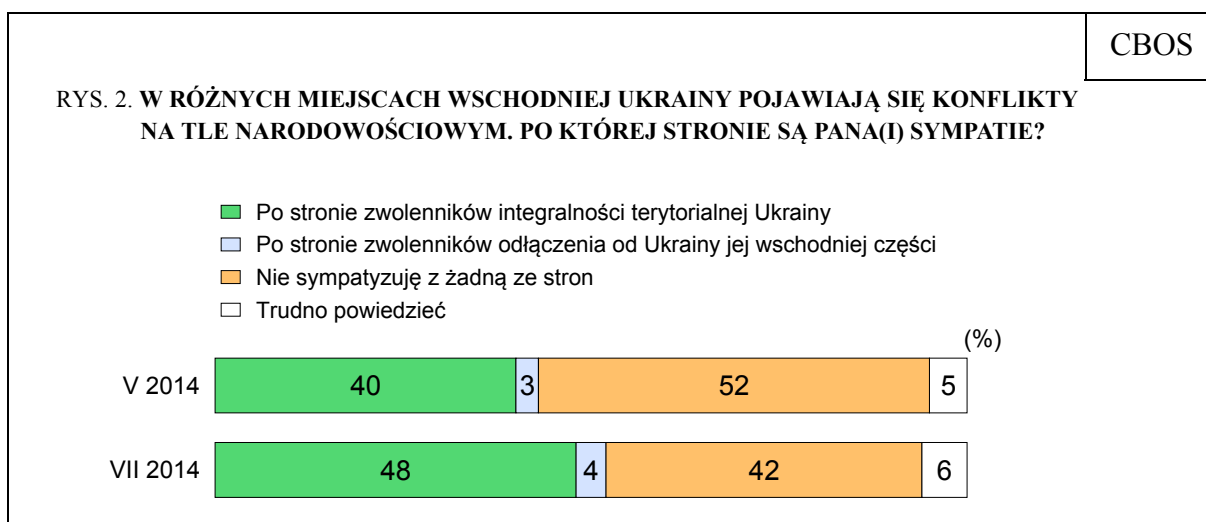 CBOS
RYS. 2. W RÓŻNYCH MIEJSCACH WSCHODNIEJ UKRAINY POJAWIAJĄ SIĘ KONFLIKTY
NA TLE NARODOWOŚCIOWYM. PO KTÓREJ STRONIE SĄ PANA(I) SYMPATIE?
Po stronie zwolenników integralności terytorialnej Ukrainy
Po stronie zwolenników odłączenia od Ukrainy jej wschodniej części
Nie sympatyzuję z żadną ze stron
Trudno powiedzieć
(%)
V 2014 40 3 52 5
VII 2014 48 4 42 6